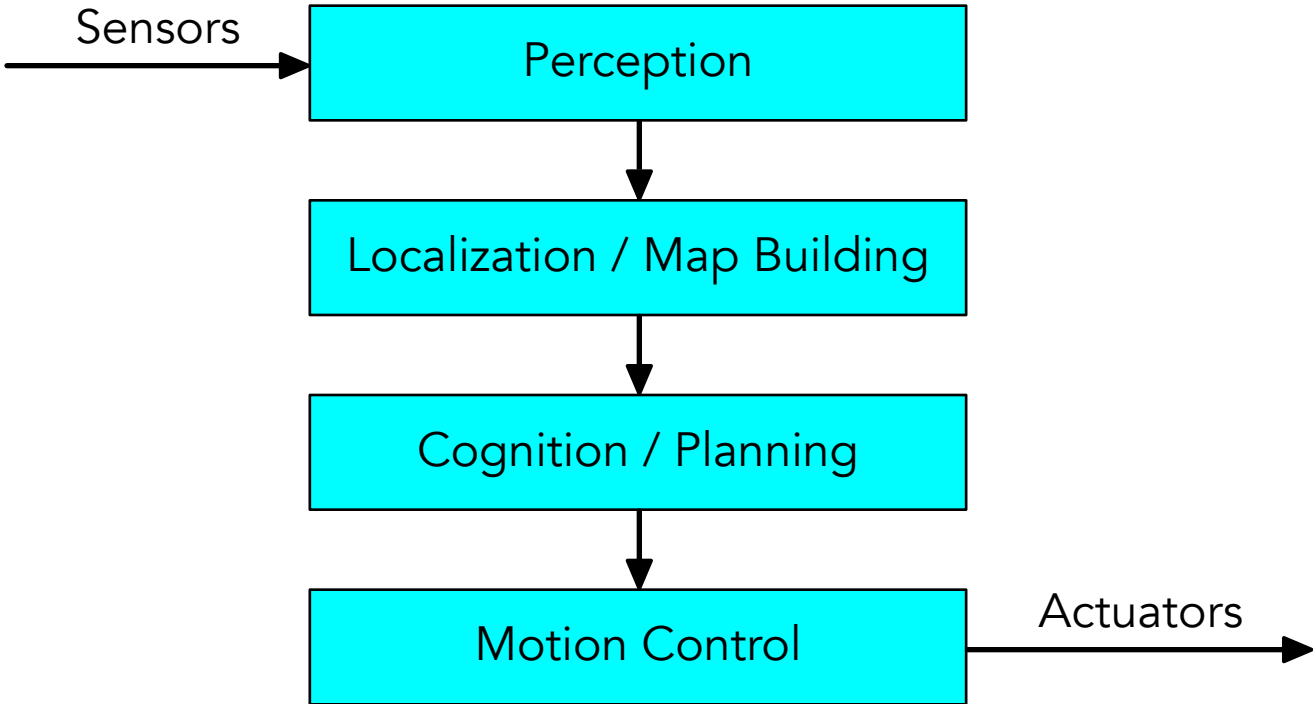 Sensors
Perception
Localization / Map Building
Cognition / Planning
Motion Control
Actuators